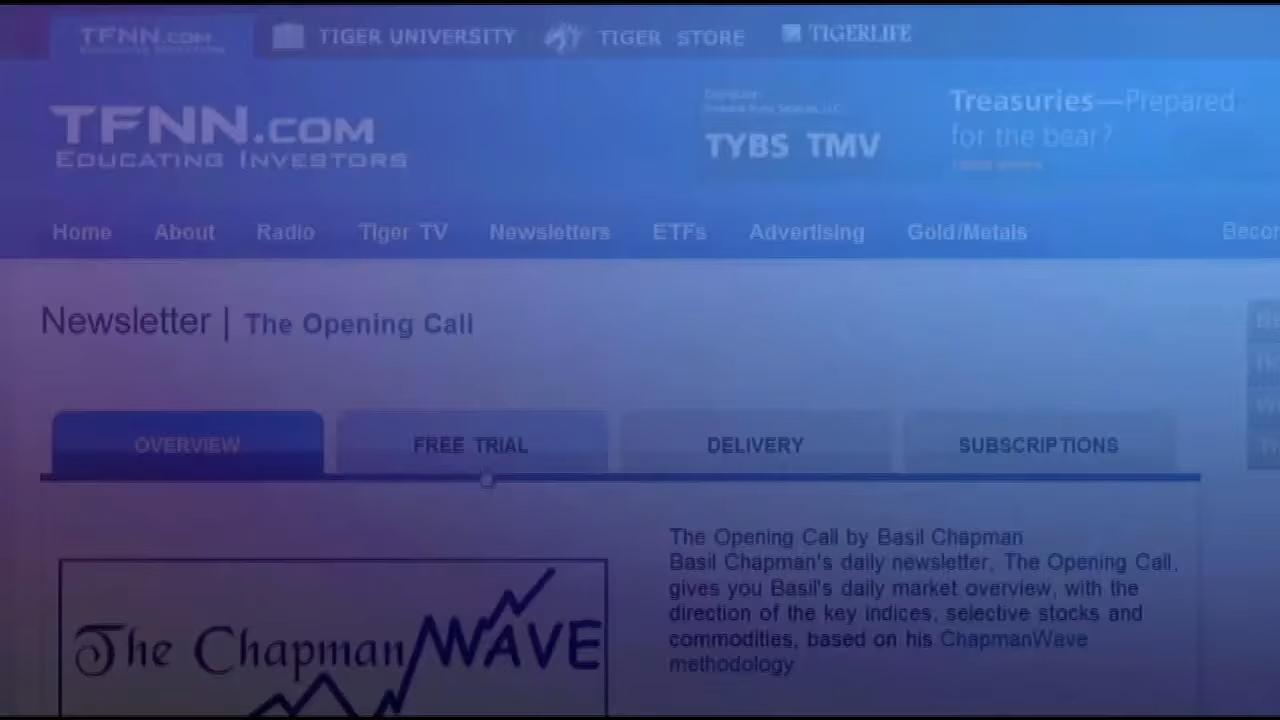 TFNN.COM
TIGER UNIVERSITY
TIGER STORE
TIGERLIFE
TFNN.COM
EDUCATING INVESTORS
TYBS TMV
Treasuries—Prepared
for the bear?
Home About Radio Tiger TV Newsletters ETFs Advertising Gold/Metals
Newsletter | The Opening Call
OVERVIEW FREE TRIAL DELIVERY SUBSCRIPTIONS
The Opening Call by Basil Chapman
Basil Chapman's daily newsletter, The Opening Call,
gives you Basil's daily market overview, with the
direction of the key indices, selective stocks and
commodities, based on his ChapmanWave
methodology
The Chapman WAVE